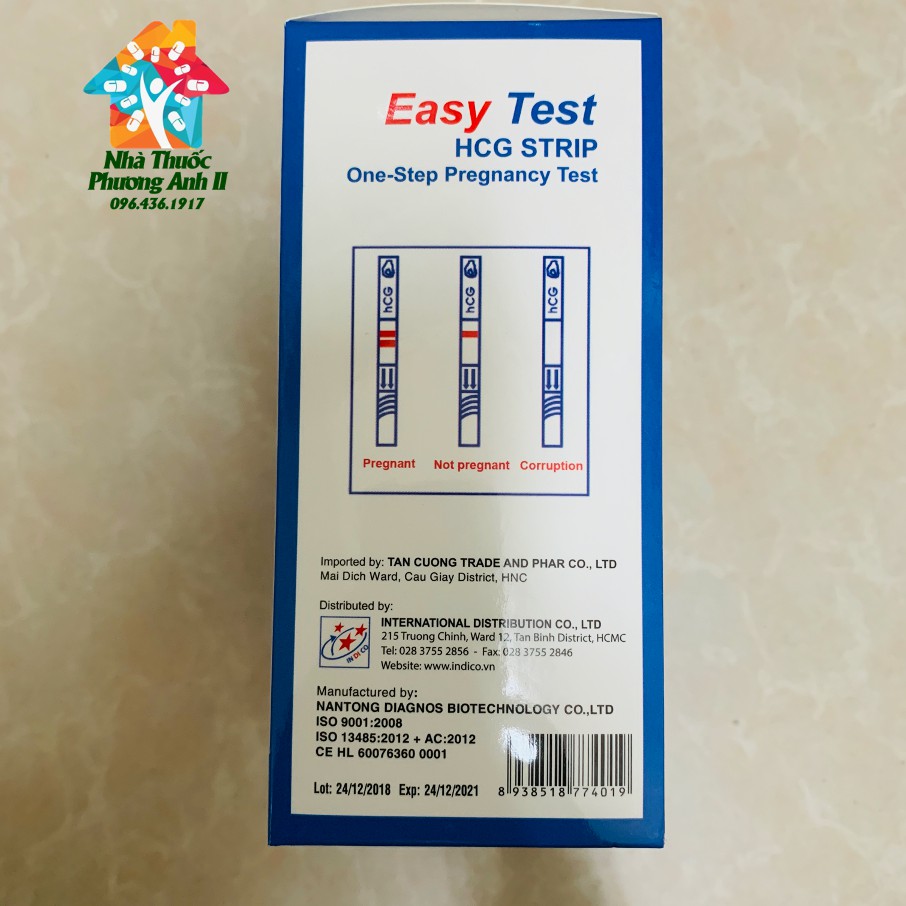 Nhà Thuốc
Phương Anh II
096.436.1917
Easy Test
HCG STRIP
One-Step Pregnancy Test
hCG
hCG
hCG
Pregnant Not pregnant Corruption
Imported by: TAN CUONG TRADE AND PHAR CO., LTD
Mai Dich Ward, Cau Giay District, HNC
Distributed by:
INTERNATIONAL DISTRIBUTION CO., LTD
215 Truong Chinh, Ward 12, Tan Binh District, HCMC
Tel: 028 3755 2856 - Fax: 028 3755 2846
Website: www.indico.vn
IN DI CO
Manufactured by:
NANTONG DIAGNOS BIOTECHNOLOGY CO.,LTD
ISO 9001:2008
ISO 13485:2012 + AC:2012
CE HL 60076360 0001
Lot: 24/12/2018 Exp: 24/12/2021
8 938518 774019